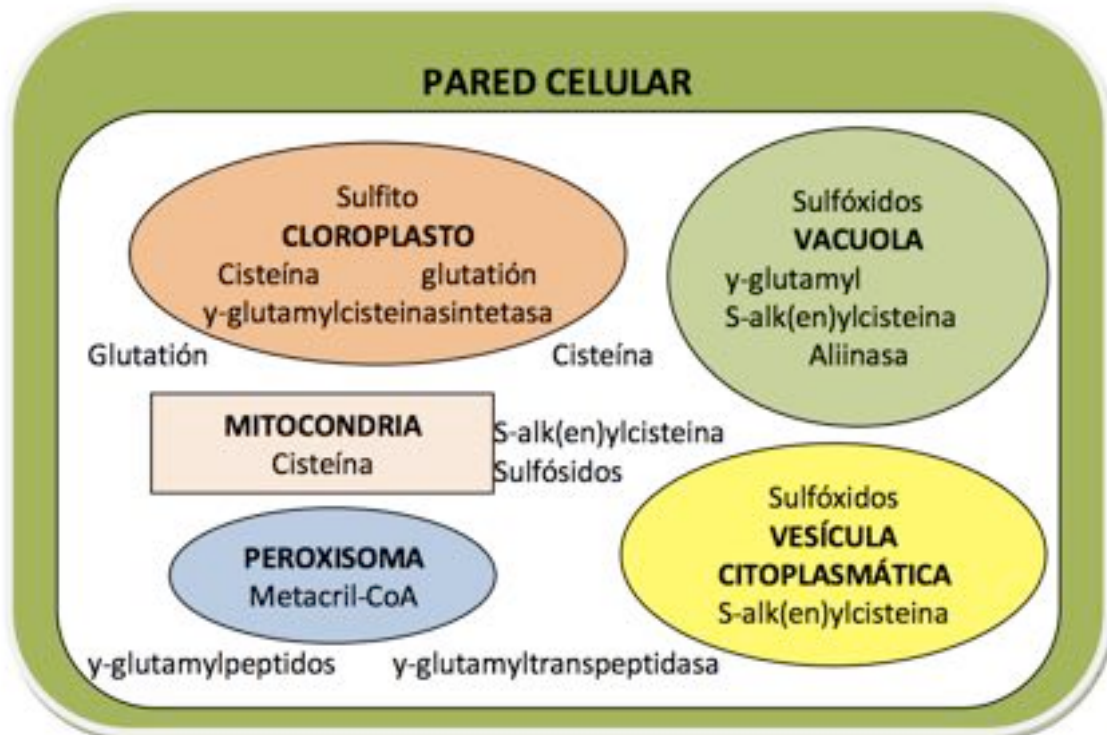 PARED CELULAR
Sulfito
CLOROPLASTO
Cisteína glutatión
y-glutamylcisteinasintetasa
Glutatión
Cisteína
Sulfóxidos
VACUOLA
y-glutamyl
S-alk(en)ylcisteina
Aliinasa
MITOCONDRIA
Cisteína
S-alk(en)ylcisteina
Sulfósidos
PEROXISOMA
Metacril-CoA
Sulfóxidos
VESÍCULA
CITOPLASMÁTICA
S-alk(en)ylcisteina
y-glutamylpeptidos
y-glutamyltranspeptidasa